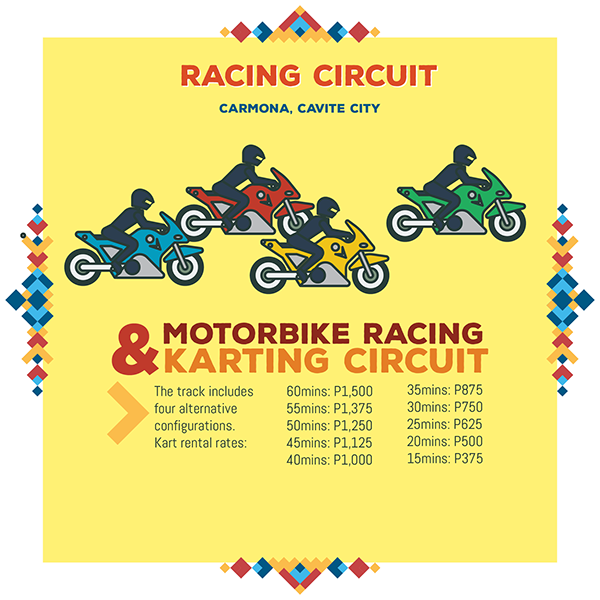 RACING CIRCUIT
CARMONA, CAVITE CITY
& MOTORBIKE RACING
KARTING CIRCUIT
The track includes
four alternative
configurations.
Kart rental rates:
60mins: P1,500
55mins: P1,375
50mins: P1,250
45mins: P1,125
40mins: P1,000
35mins: P875
30mins: P750
25mins: P625
20mins: P500
15mins: P375